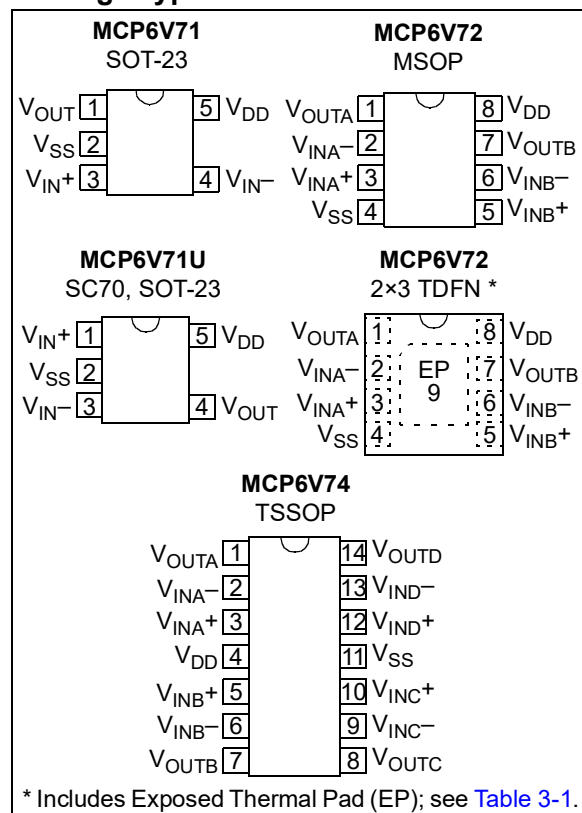 MCP6V71
SOT-23
VOUT 1
5 VDD
VSS 2
VIN+ 3
4 VIN–
MCP6V72
MSOP
VOUTA 1
8 VDD
VINA– 2
7 VOUTB
VINA+ 3
6 VINB–
VSS 4
5 VINB+
MCP6V71U
SC70, SOT-23
VIN+ 1
5 VDD
VSS 2
VIN– 3
4 VOUT
MCP6V72
2×3 TDFN *
VOUTA 1
8 VDD
VINA– 2
7 VOUTB
VINA+ 3
6 VINB–
VSS 4
5 VINB+
EP
9
MCP6V74
TSSOP
VOUTA 1
14 VOUTD
VINA– 2
13 VIND–
VINA+ 3
12 VIND+
VDD 4
11 VSS
VINB+ 5
10 VINC+
VINB– 6
9 VINC–
VOUTB 7
8 VOUTC
* Includes Exposed Thermal Pad (EP); see Table 3-1.